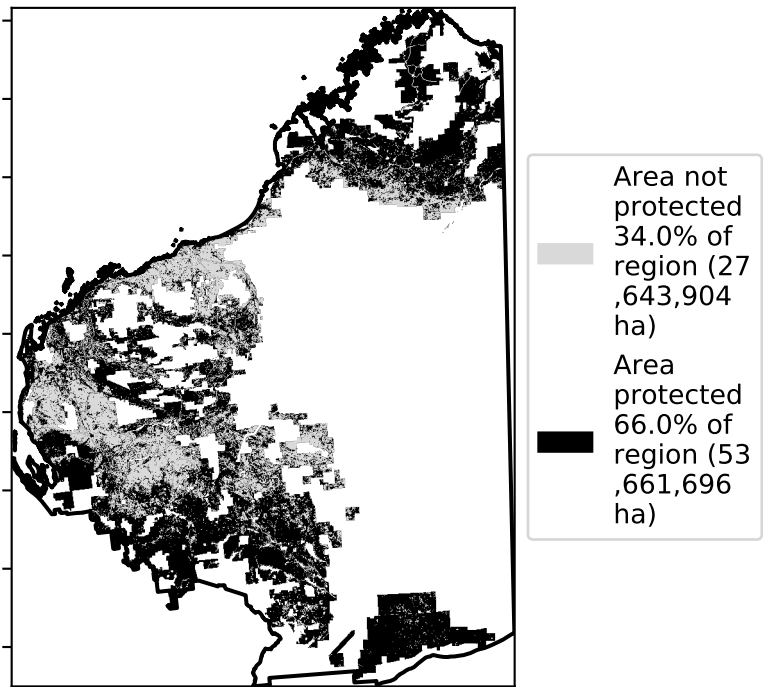 Area not
protected
34.0% of
region (27
,643,904
ha)
Area
protected
66.0% of
region (53
,661,696
ha)